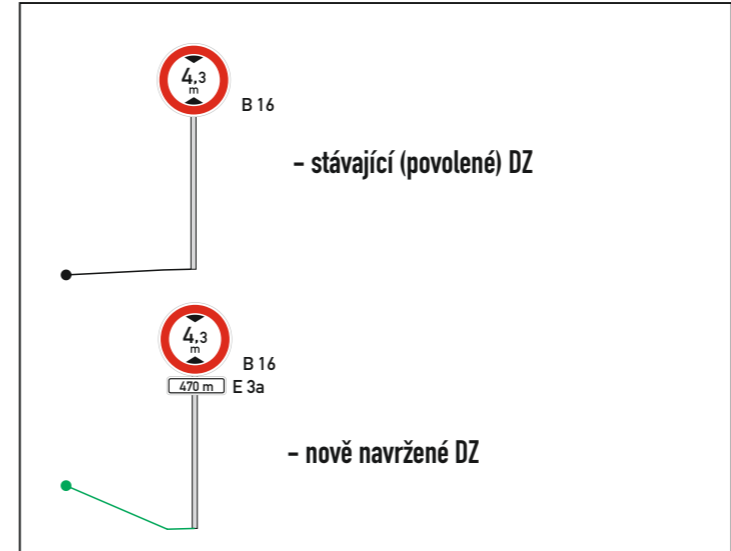 4,3
m
B 16
- stávající (povolené) DZ
4,3
m
B 16
470 m
E 3a
- nově navržené DZ